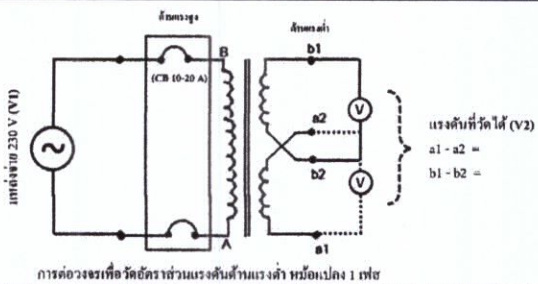 ด้านแรงสูง
ด้านแรงต่ำ
B
b1
(CB 10-20 A)
แหล่งจ่าย 230 V (V1)
V
a2
b2
V
แรงดันที่วัดได้ (V2)
a1 - a2 =
b1 - b2 =
A
a1
การต่อวงจรเพื่อวัดอัตราส่วนแรงดันด้านแรงต่ำ หม้อแปลง 1 เฟส